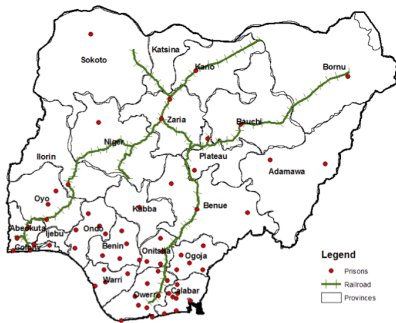 Katsina
Sokoto
Kano
Bornu
Zaria
Bauchi
Niger
Plateau
Ilorin
Adamawa
Oyo
Kabba
Benue
Abeokuta
Ijebu
Ondo
Colony
Benin
Onitsha
Ogoja
Warri
Owerri
Calabar
Legend
Prisons
Railroad
Provinces